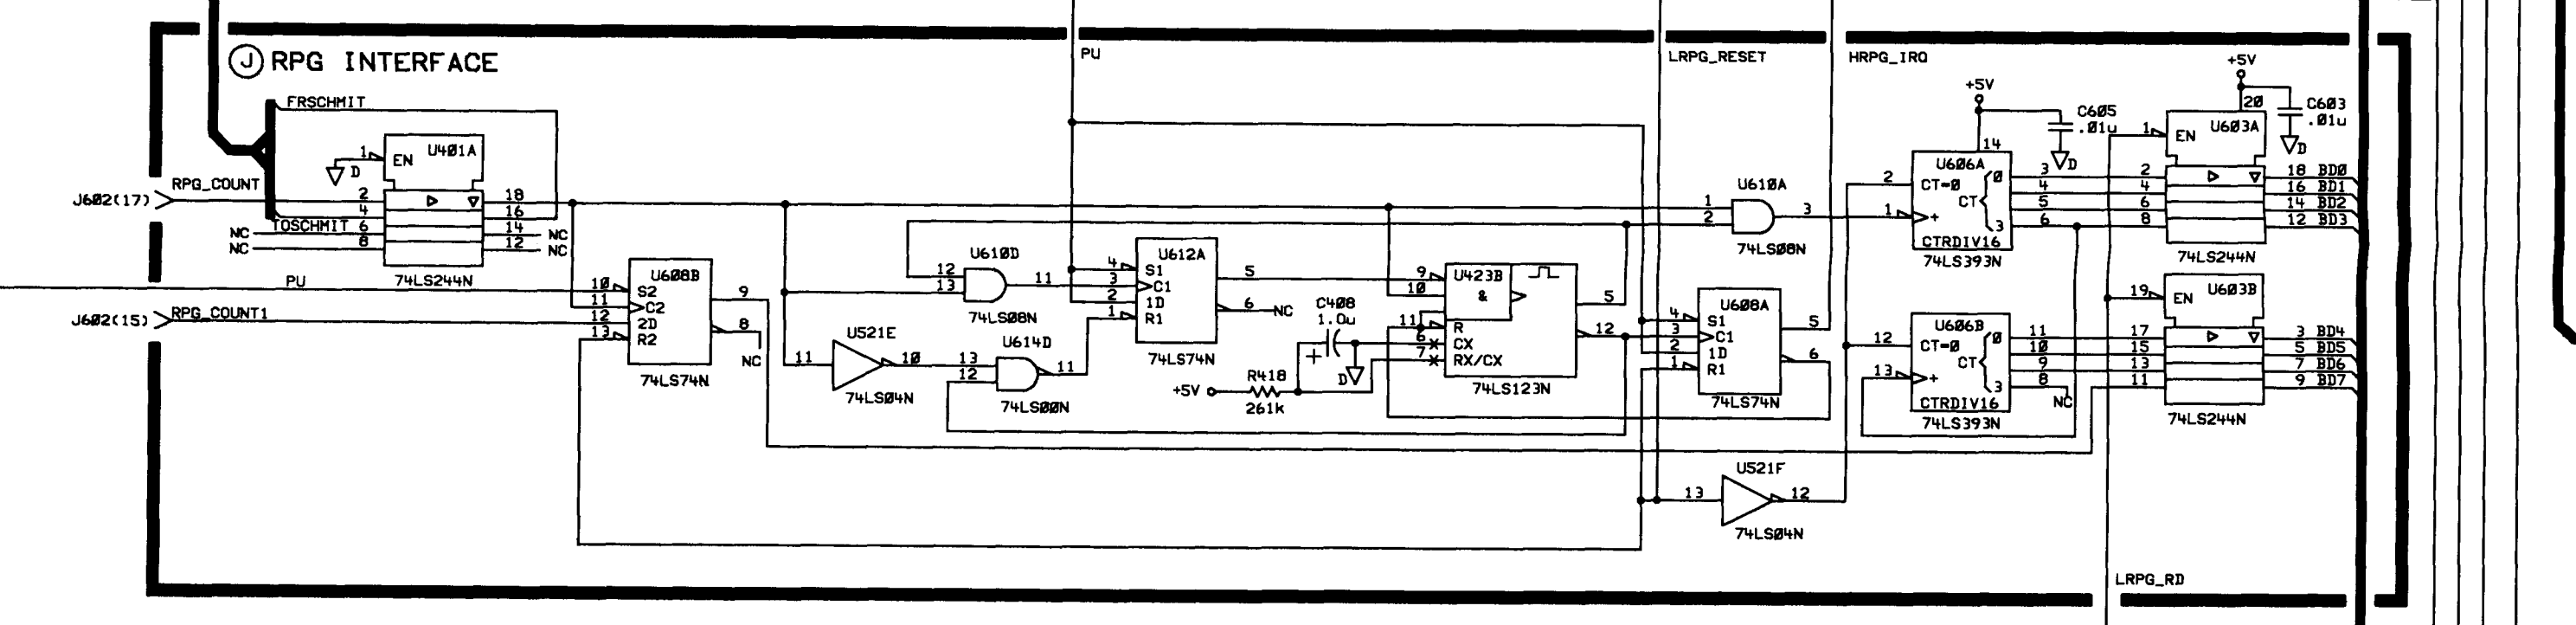 J RPG INTERFACE
PU
LRPG_RESET
HRPG_IRQ
FRSCHMIT
RPG_COUNT
J602(17)
TOSCHMIT
NC
NC
1 EN U401A
D
2 18
4 16
6 14 NC
8 12 NC
74LS244N
PU
J602(15) RPG_COUNT1
U608B
10 S2
11 C2
12 2D
13 R2
9
8
NC
74LS74N
U610D
12
13
11
74LS08N
U521E
11 10
74LS04N
U614D
13
12
11
74LS00N
U612A
4 S1
3 C1
2 1D
1 R1
5
6 NC
74LS74N
C408
1.0u
+
D
+5V
R418
261k
U423B
&
9
10
11 R
6 CX
7 RX/CX
5
12
74LS123N
U608A
4 S1
3 C1
2 1D
1 R1
5
6
74LS74N
U610A
1
2
3
74LS08N
U521F
13 12
74LS04N
+5V
C605
.01u
D
14
U606A
2 CT=0
1 +
CT
0
3
3
4
5
6
CTRDIV16
74LS393N
U606B
12 CT=0
13 +
CT
0
3
11
10
9
8
NC
CTRDIV16
74LS393N
+5V
20
C603
.01u
D
1 EN U603A
2 18 BD0
4 16 BD1
6 14 BD2
8 12 BD3
74LS244N
19 EN U603B
17 3 BD4
15 5 BD5
13 7 BD6
11 9 BD7
74LS244N
LRPG_RD